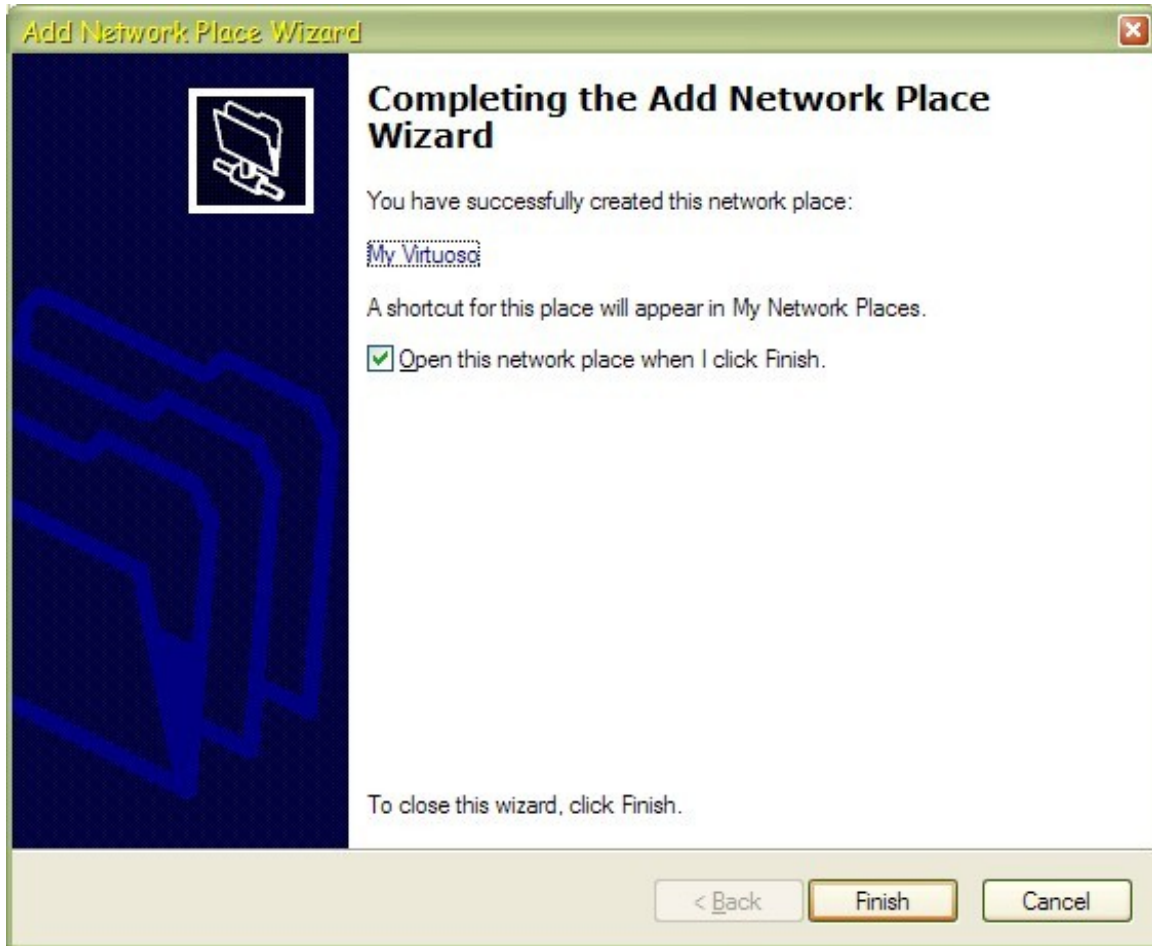 Add Network Place Wizard
Completing the Add Network Place
Wizard
You have successfully created this network place:
My Virtuoso
A shortcut for this place will appear in My Network Places.
Open this network place when I click Finish.
To close this wizard, click Finish.
< Back
Finish
Cancel